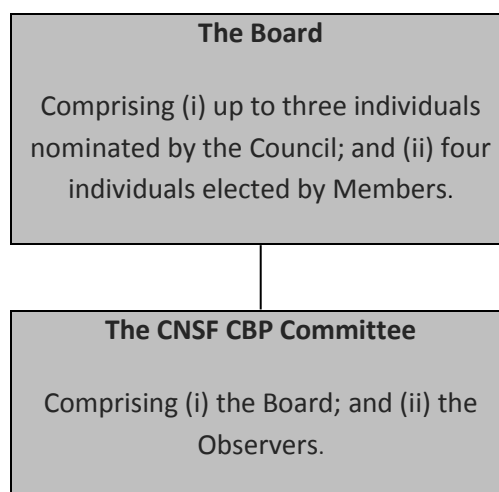 The Board
Comprising (i) up to three individuals
nominated by the Council; and (ii) four
individuals elected by Members.
The CNSF CBP Committee
Comprising (i) the Board; and (ii) the
Observers.